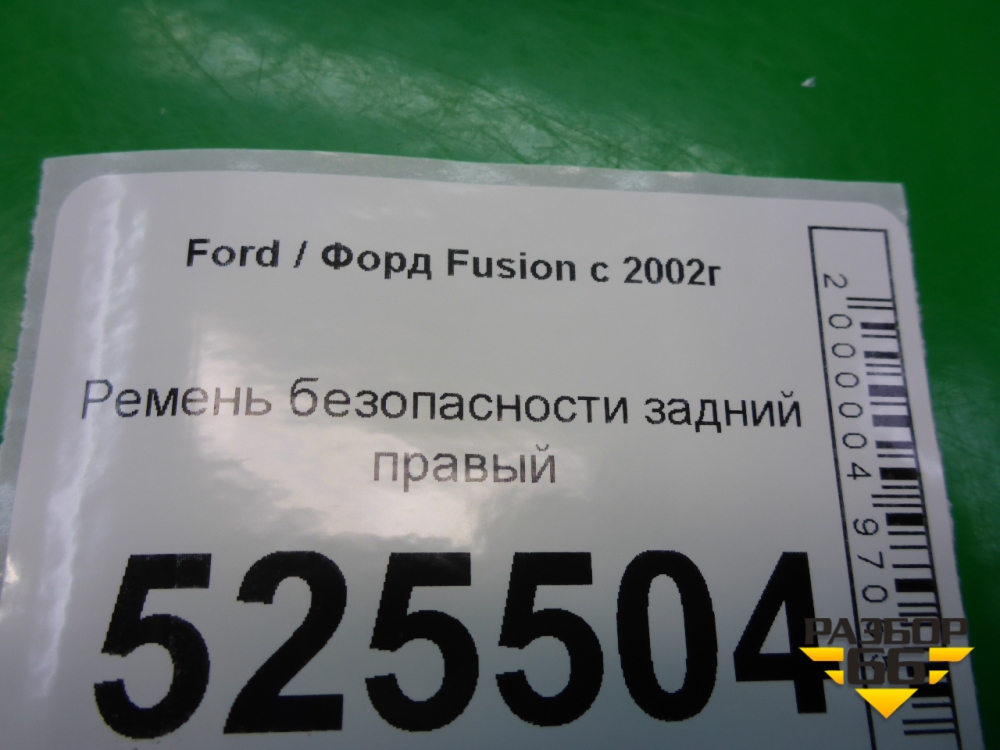 Ford / Форд Fusion с 2002г
Ремень безопасности задний
правый
525504
2000004970
РАЗБОР
66